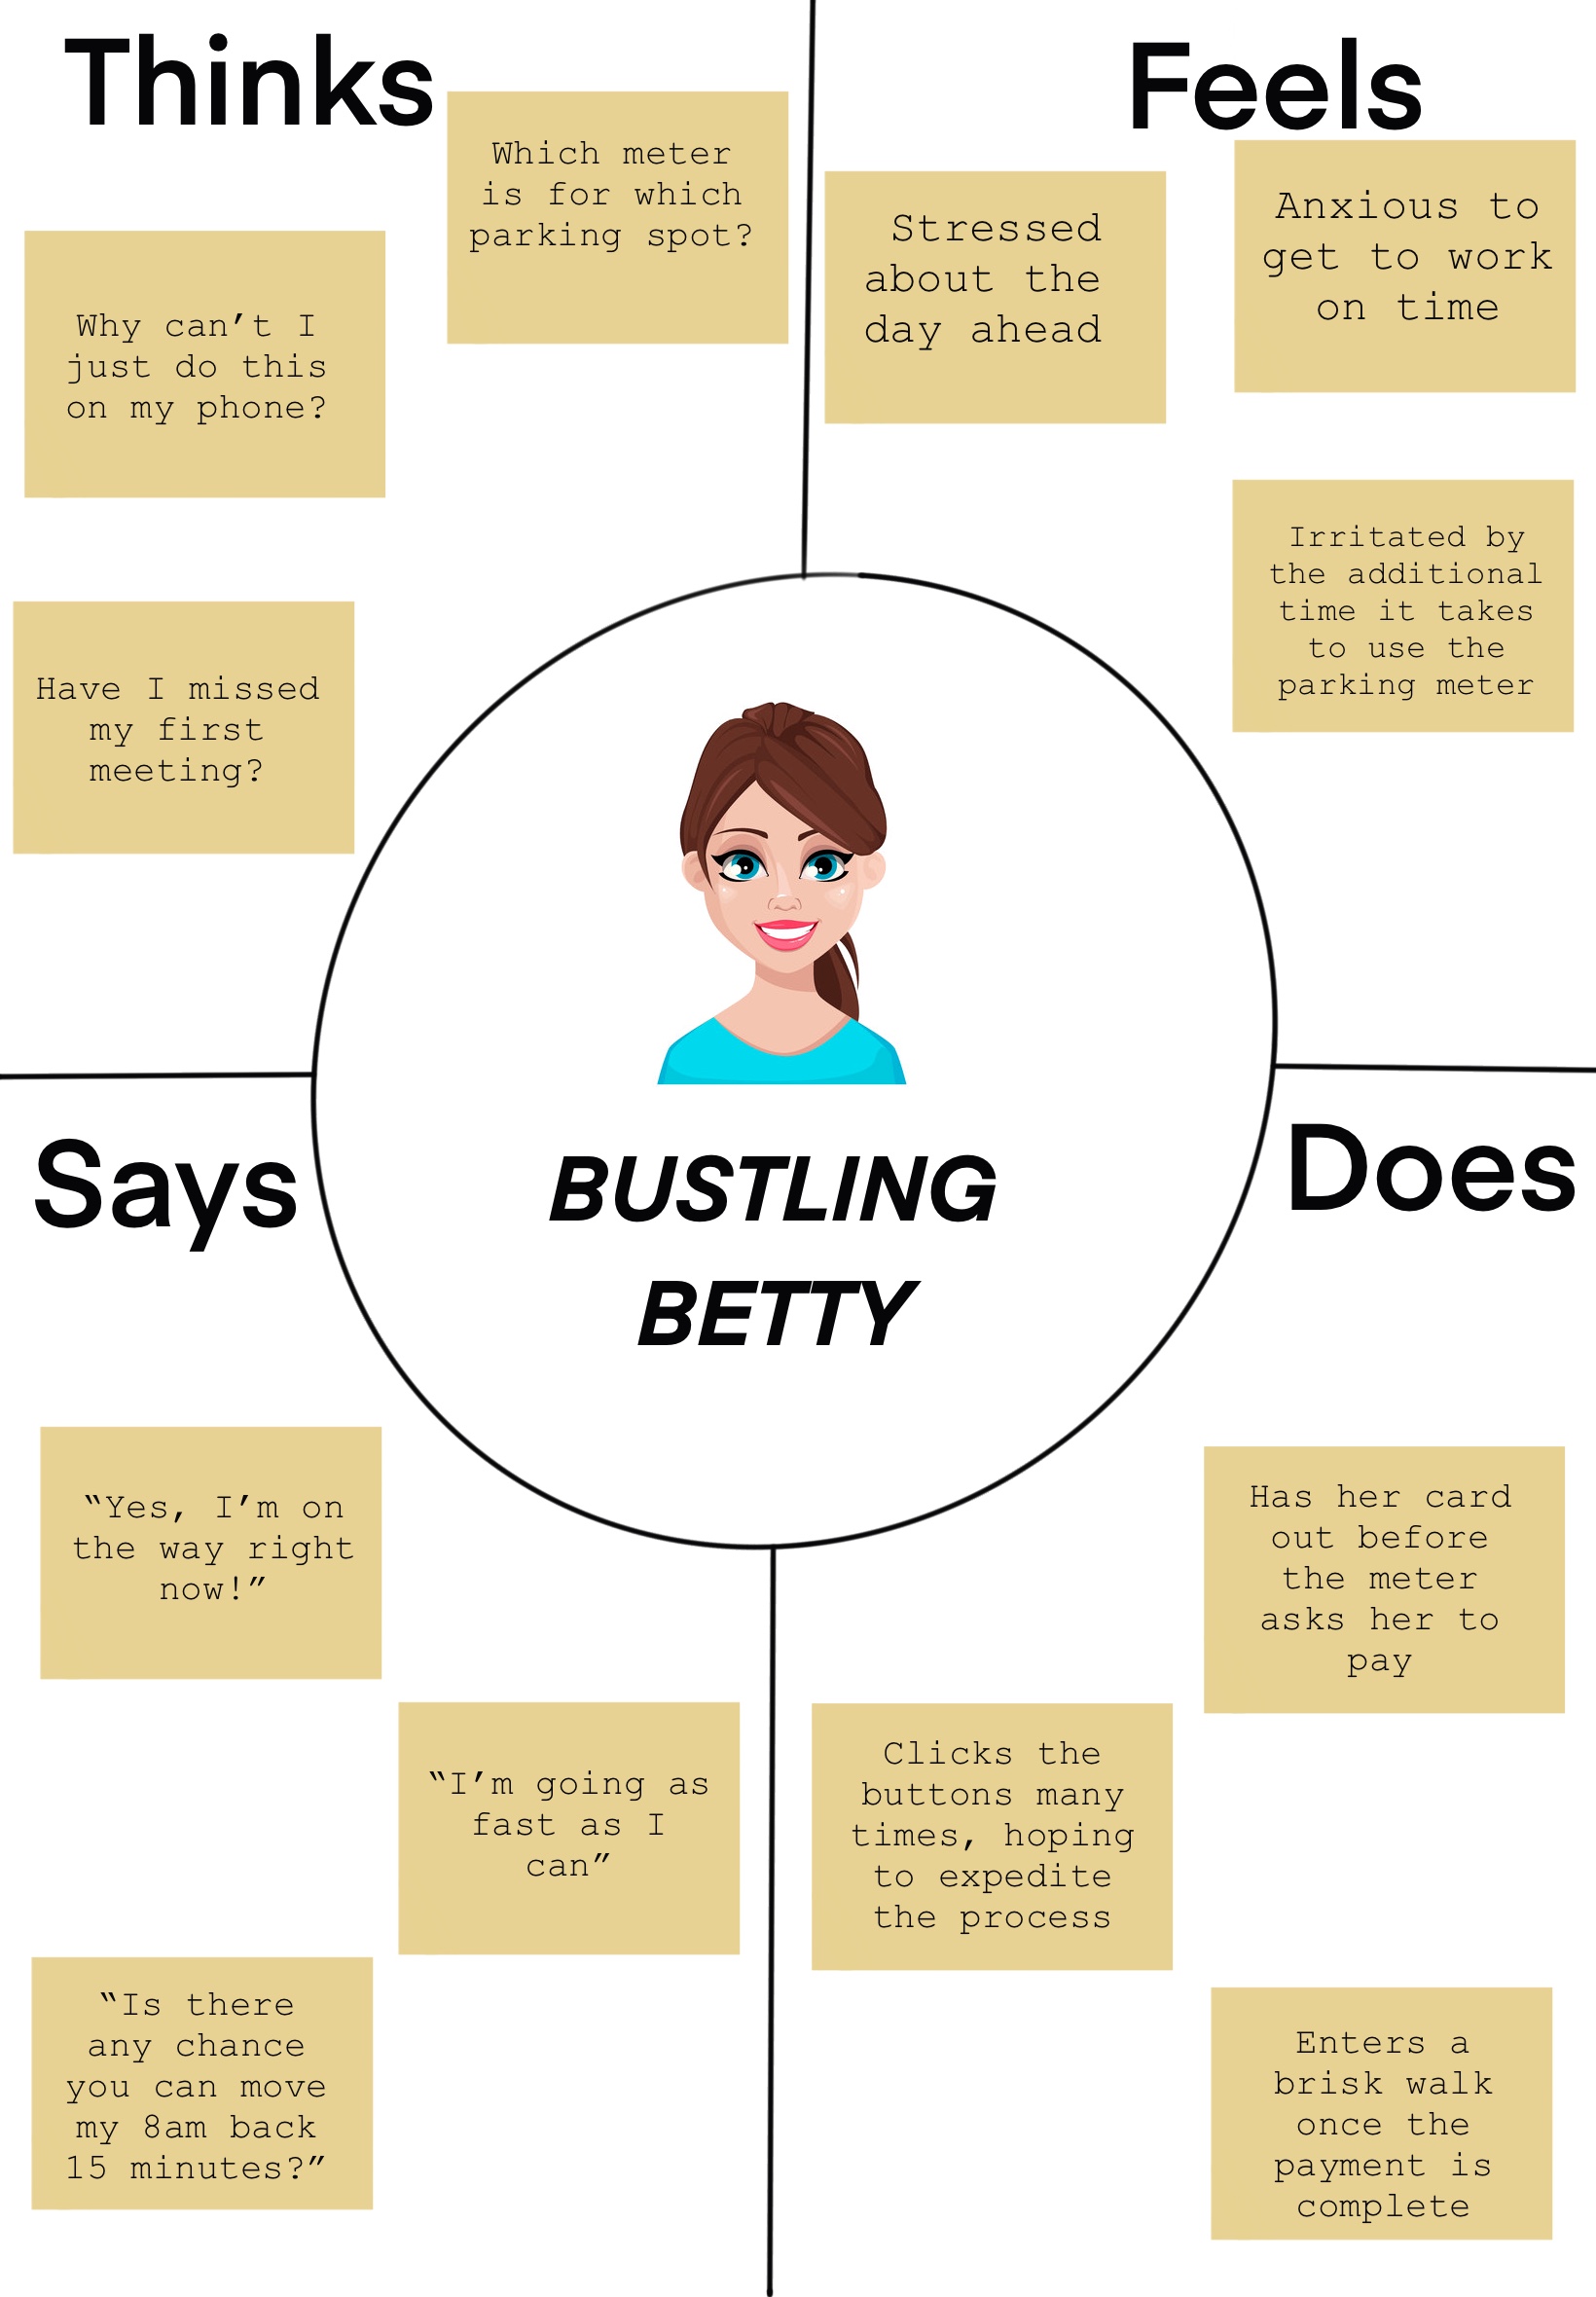 Thinks
Which meter
is for which
parking spot?
Why can’t I
just do this
on my phone?
Have I missed
my first
meeting?
Feels
Stressed
about the
day ahead
Anxious to
get to work
on time
Irritated by
the additional
time it takes
to use the
parking meter
BUSTLING
BETTY
Says
“Yes, I’m on
the way right
now!”
“I’m going as
fast as I
can”
“Is there
any chance
you can move
my 8am back
15 minutes?”
Does
Has her card
out before
the meter
asks her to
pay
Clicks the
buttons many
times, hoping
to expedite
the process
Enters a
brisk walk
once the
payment is
complete